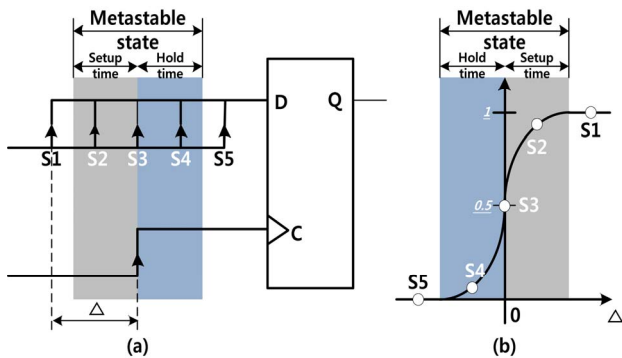 Metastable
state
Setup
time
Hold
time
D
Q
S1 S2 S3 S4 S5
C
△
(a)
Metastable
state
Hold
time
Setup
time
1
S1
S2
0.5
S3
S4
S5
0
△
(b)